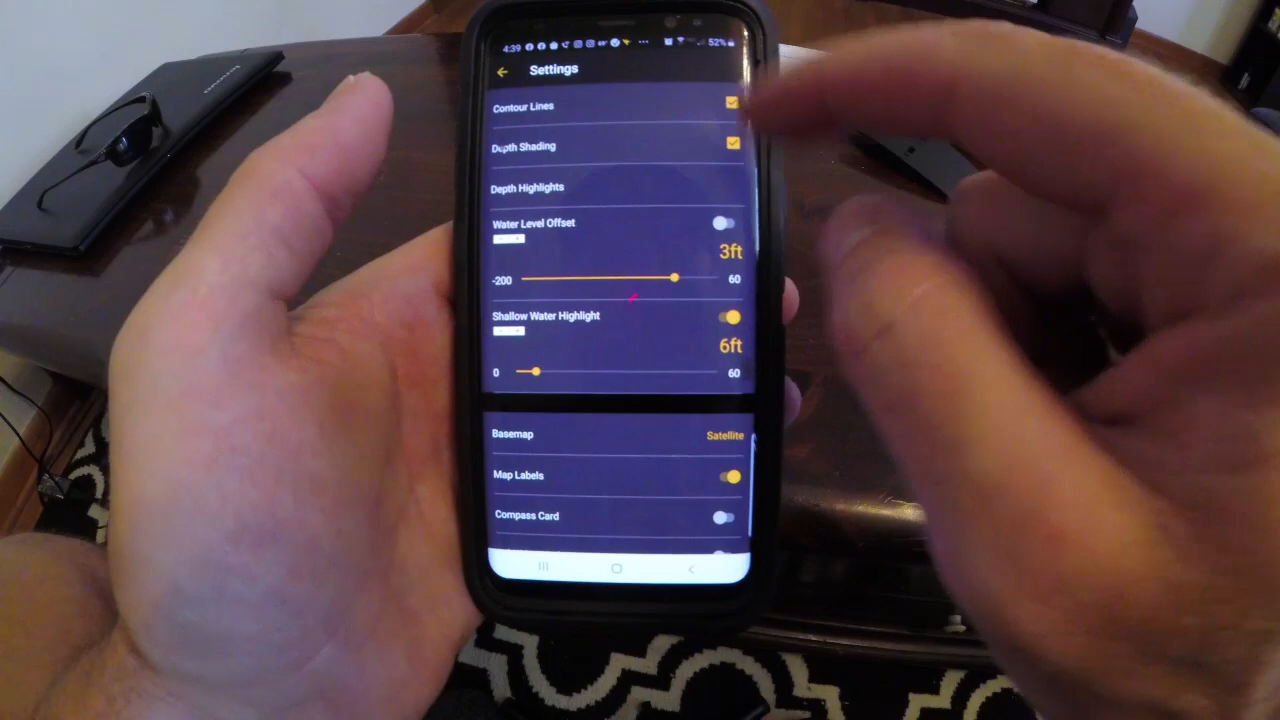 4:39 52%
Settings
Contour Lines
Depth Shading
Depth Highlights
Water Level Offset
3ft
-200 60
Shallow Water Highlight
6ft
0 60
Basemap Satellite
Map Labels
Compass Card
lenovo